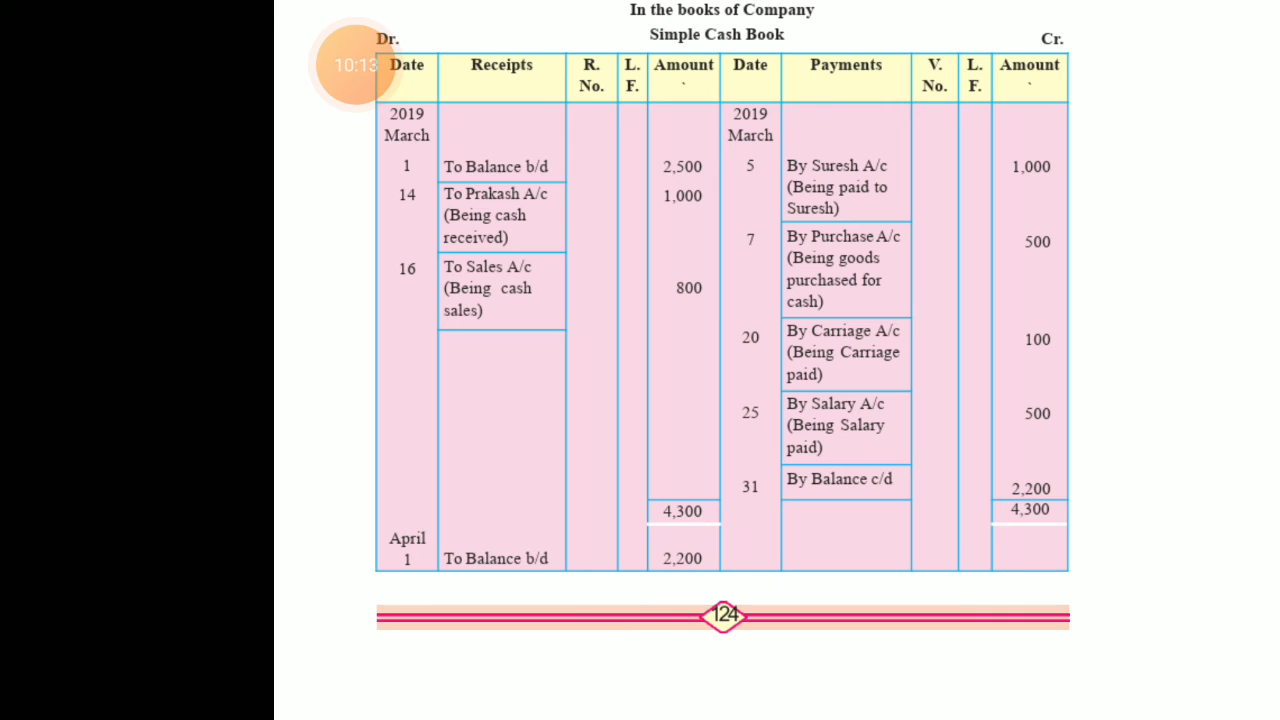 In the books of Company
Simple Cash Book
Dr. Cr.
10:13
Date Receipts R. No. L. F. Amount ` Date Payments V. No. L. F. Amount `
2019 2019
March March
1 To Balance b/d 2,500 5 By Suresh A/c 1,000
(Being paid to
Suresh)
14 To Prakash A/c 1,000
(Being cash
received)
7 By Purchase A/c 500
(Being goods
purchased for
cash)
16 To Sales A/c
(Being cash 800
sales)
20 By Carriage A/c 100
(Being Carriage
paid)
25 By Salary A/c 500
(Being Salary
paid)
31 By Balance c/d 2,200
4,300 4,300
April
1 To Balance b/d 2,200
124